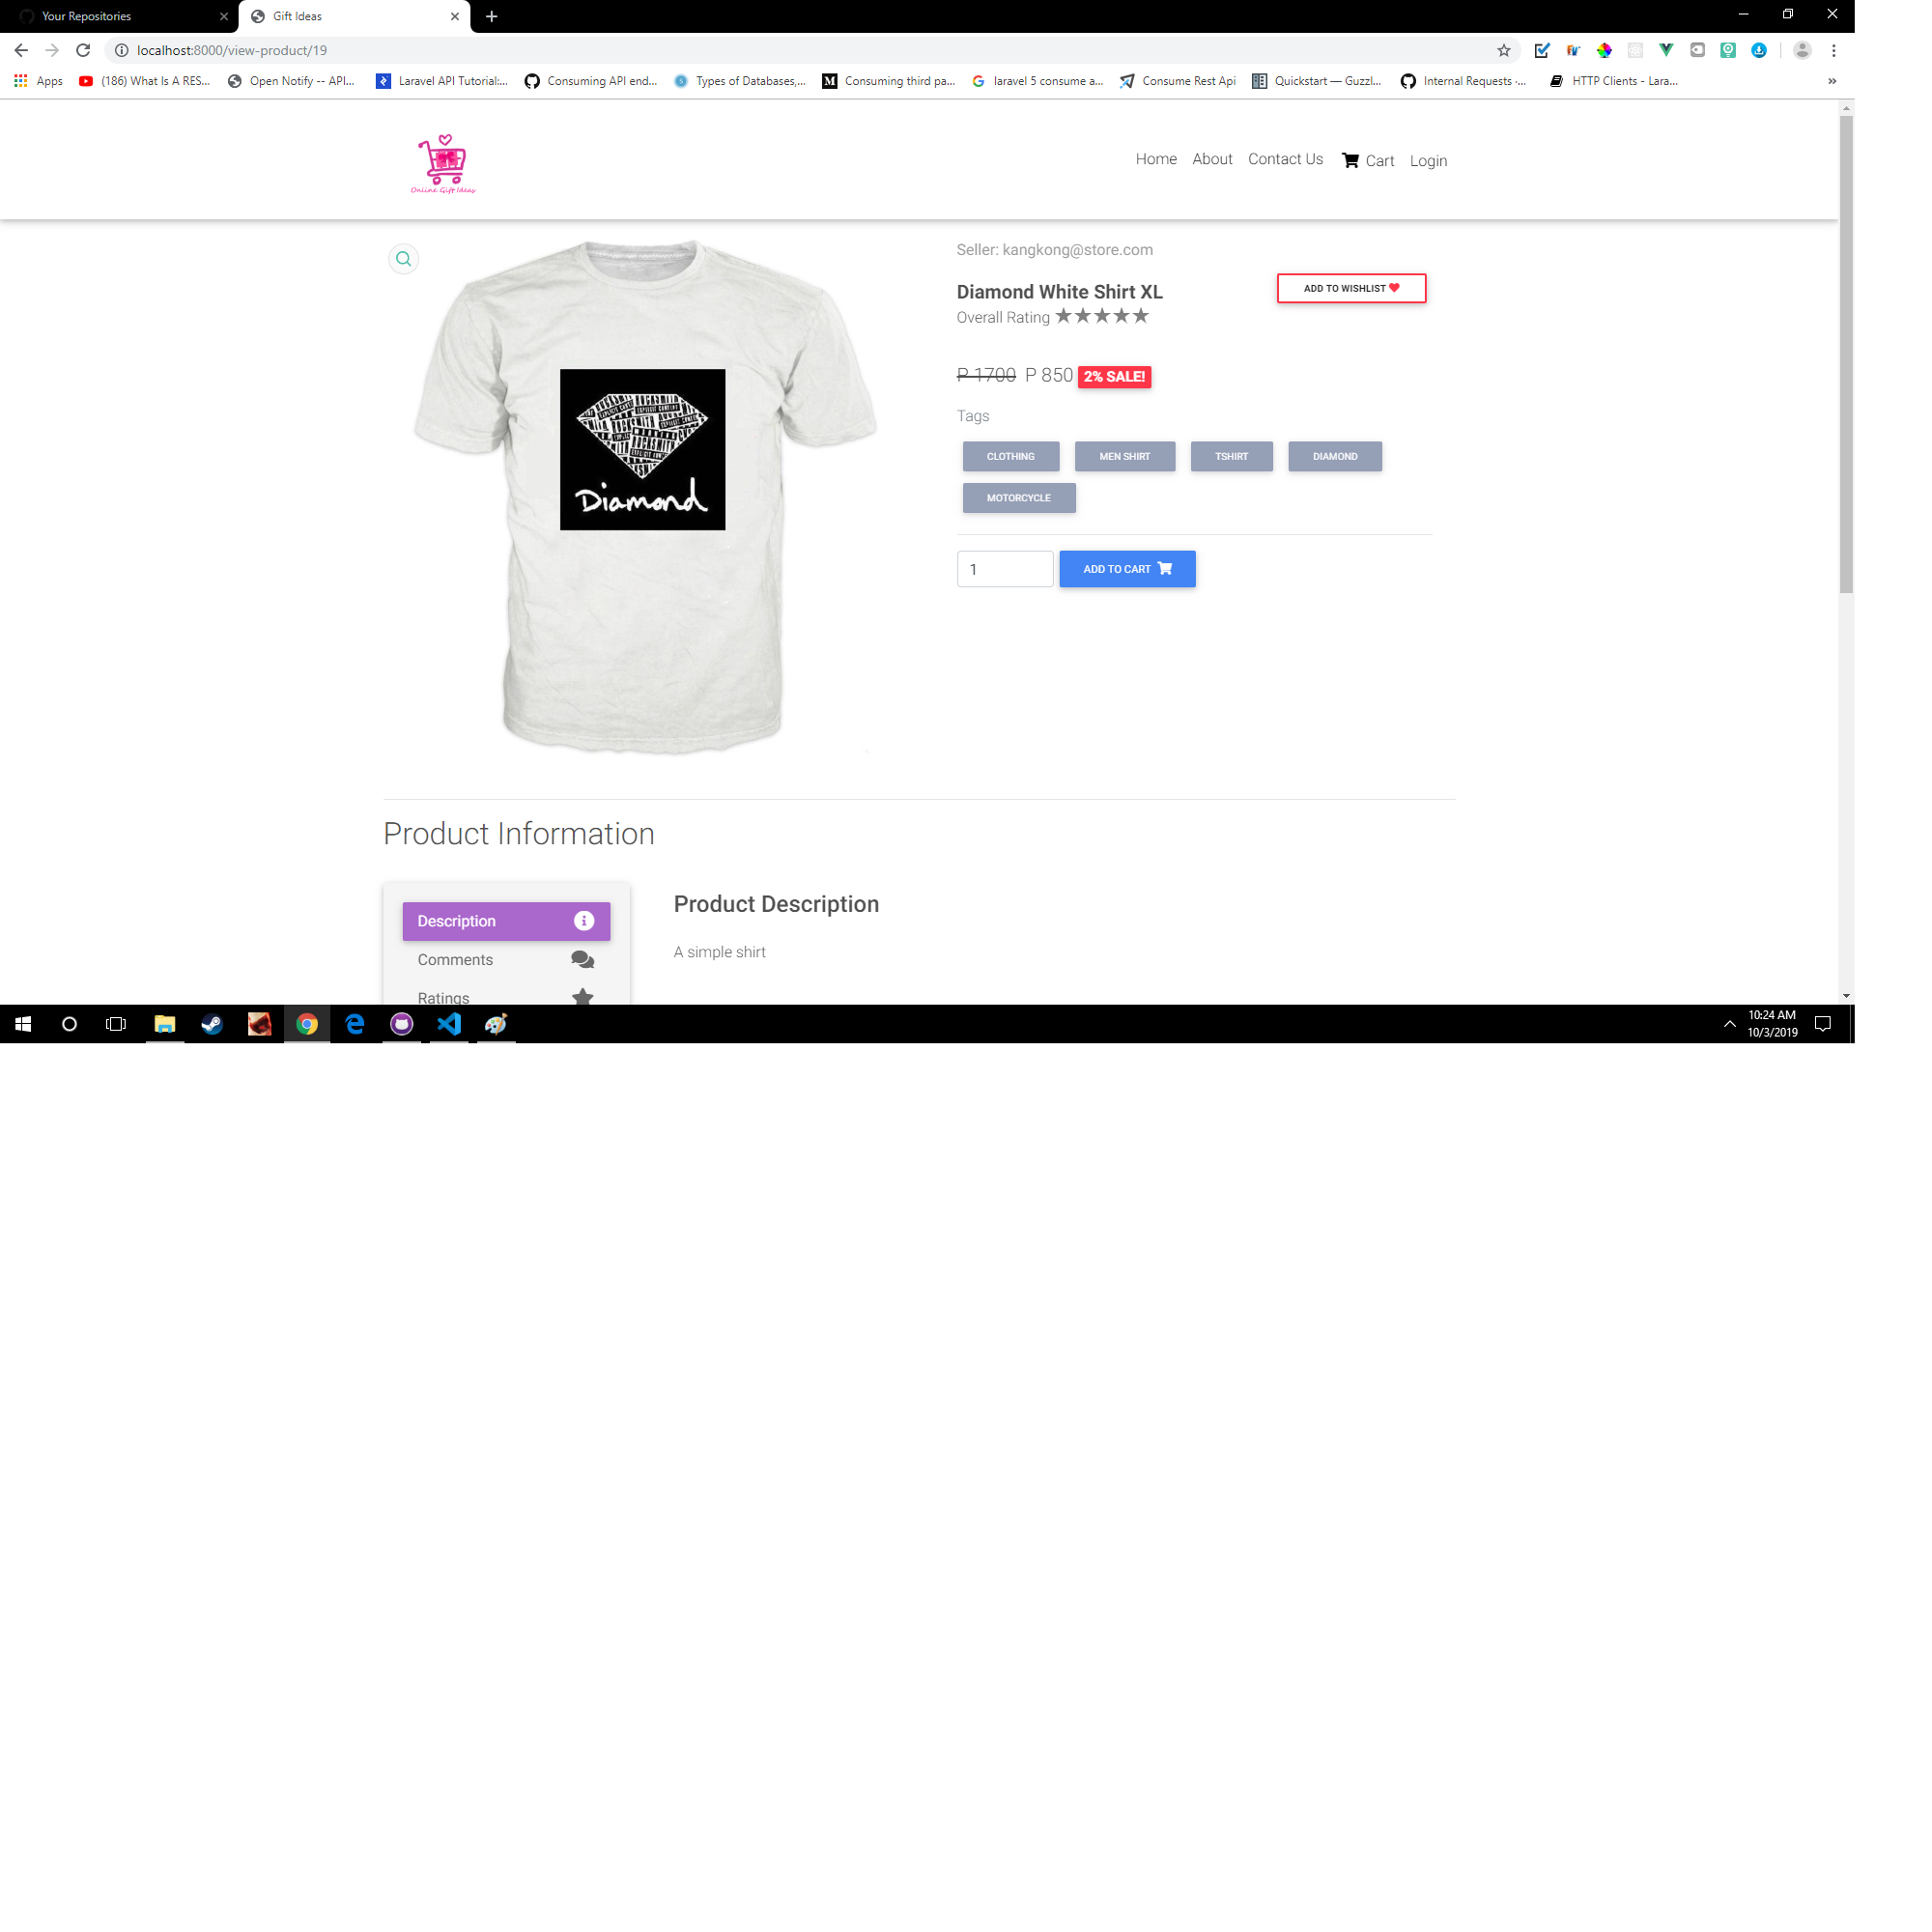 Your Repositories
Gift Ideas
localhost:8000/view-product/19
Apps
(186) What Is A RES...
Open Notify -- API...
Laravel API Tutorial:...
Consuming API end...
Types of Databases,...
Consuming third pa...
laravel 5 consume a...
Consume Rest Api
Quickstart — Guzzl...
Internal Requests ·...
HTTP Clients - Lara...
Online Gift Ideas
Home
About
Contact Us
Cart
Login
Seller: kangkong@store.com
Diamond White Shirt XL
ADD TO WISHLIST
Overall Rating
P 1700 P 850 2% SALE!
Tags
CLOTHING
MEN SHIRT
TSHIRT
DIAMOND
MOTORCYCLE
1
ADD TO CART
Diamond
Product Information
Description
Comments
Ratings
Product Description
A simple shirt
10:24 AM
10/3/2019